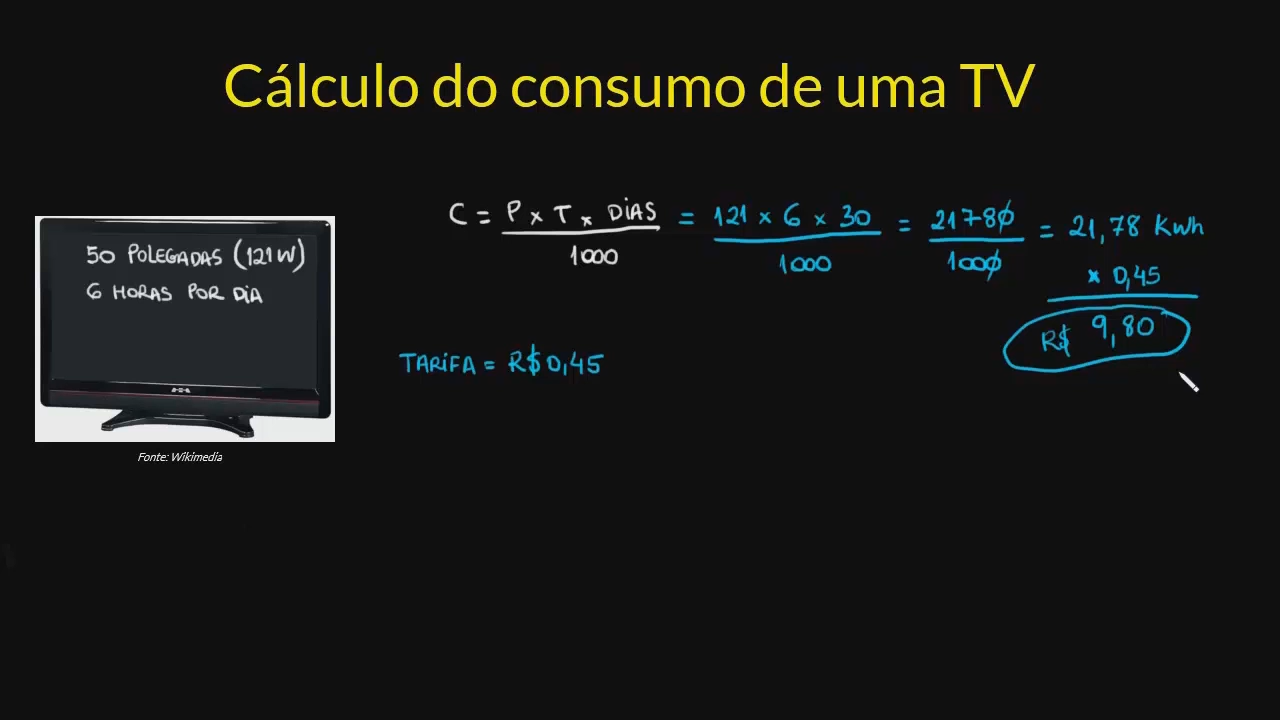 Cálculo do consumo de uma TV
50 POLEGADAS (121W)
6 HORAS POR DIA
Fonte: Wikimedia
C = P x T x DIAS / 1000 = 121 x 6 x 30 / 1000 = 21780 / 1000 = 21,78 Kwh
x 0,45
R$ 9,80
TARIFA = R$ 0,45